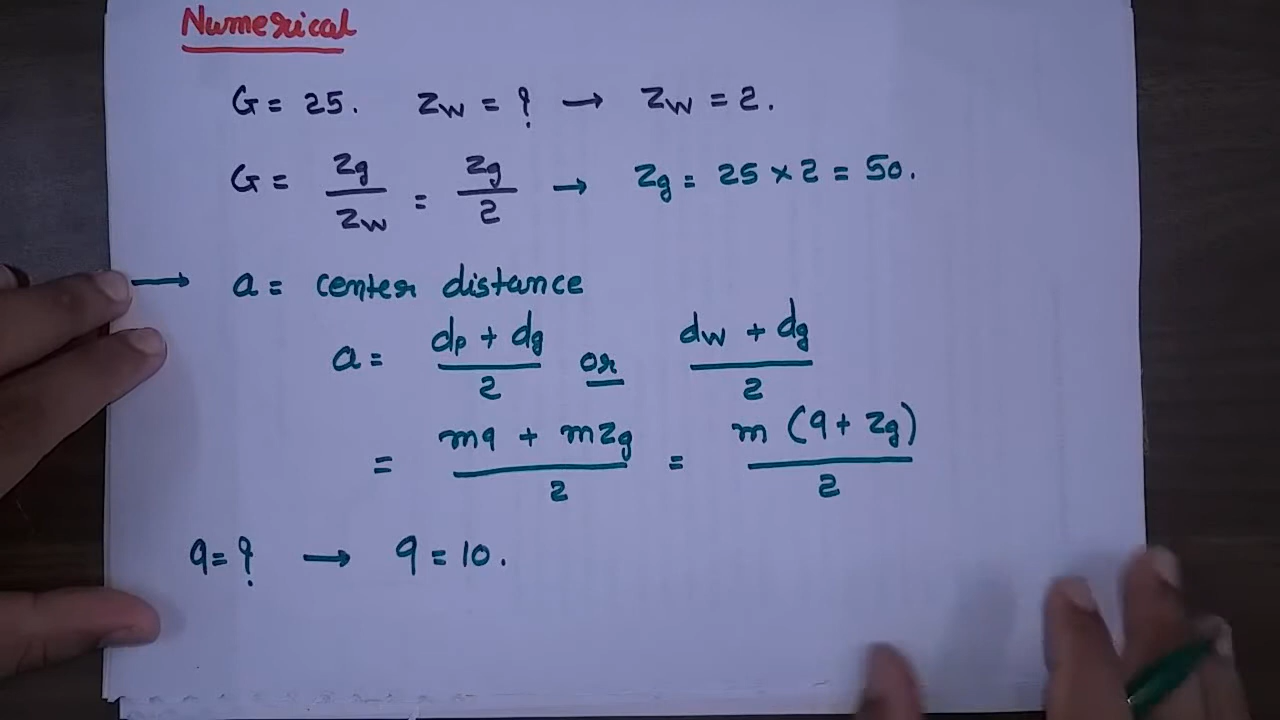 Numerical
G = 25. Zw = ? → Zw = 2.
G = Zg/Zw = Zg/2 → Zg = 25 × 2 = 50.
→ a = center distance
a = (dp + dg)/2 or (dw + dg)/2
= (mq + mZg)/2 = m(q + Zg)/2
q = ? → q = 10.